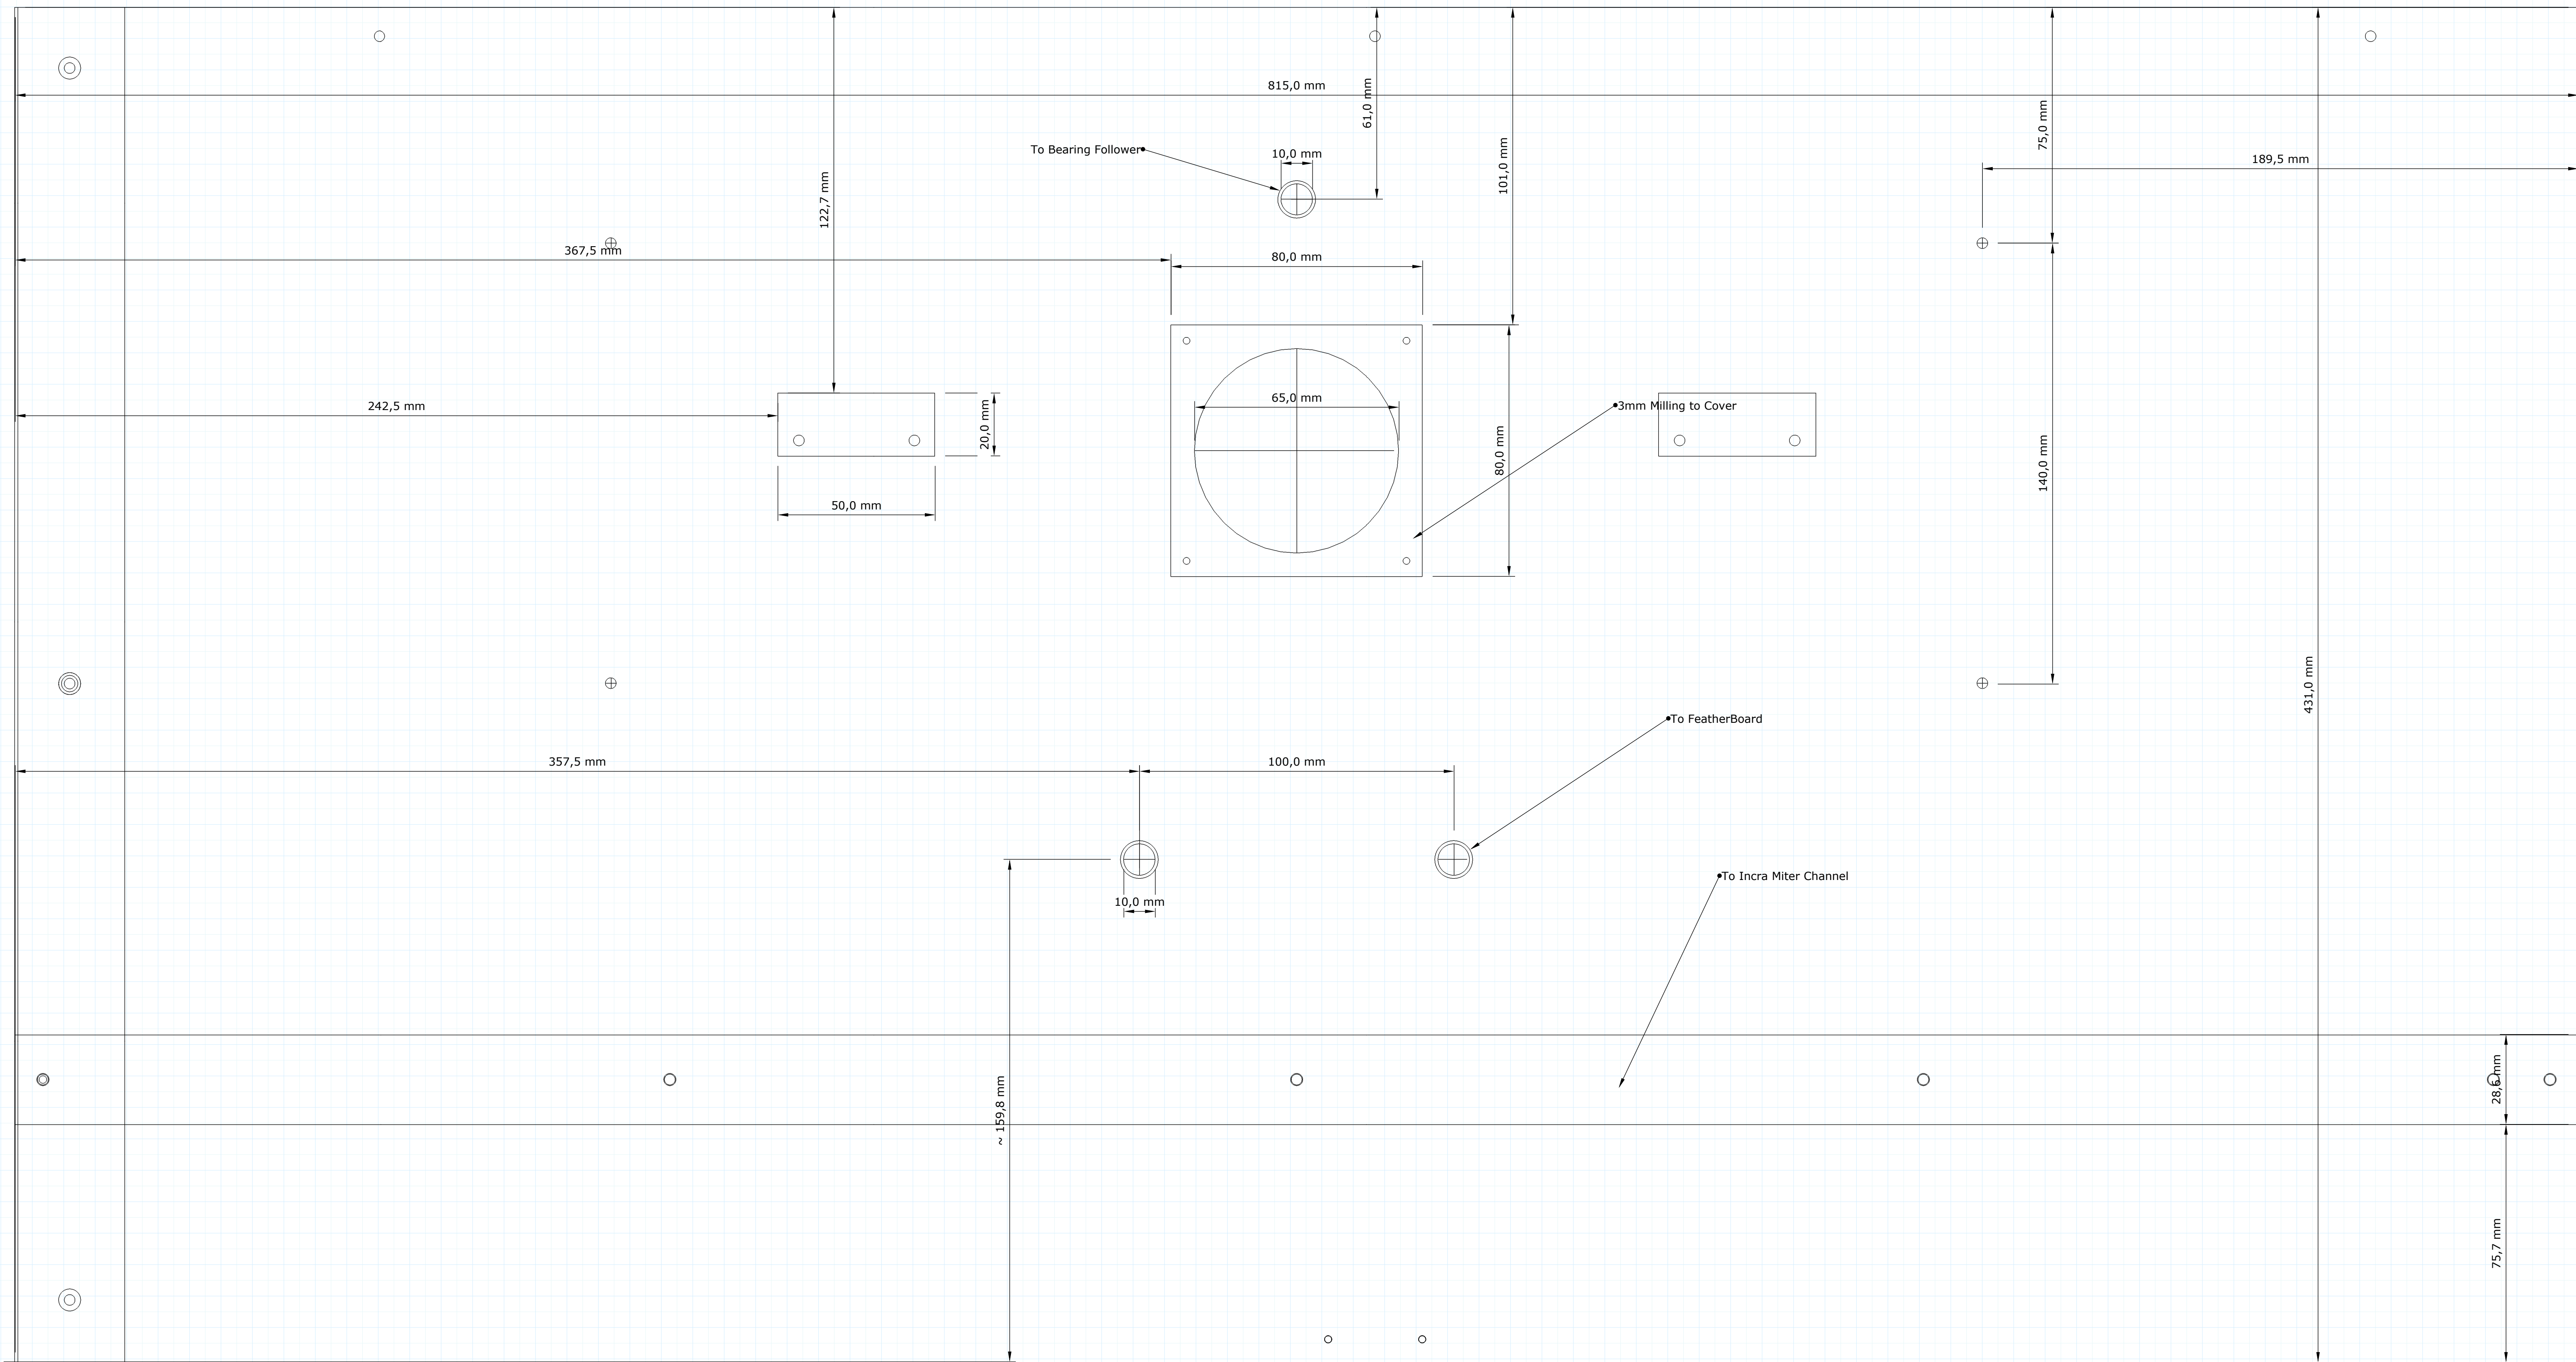 815,0 mm
61,0 mm
75,0 mm
101,0 mm
To Bearing Follower
10,0 mm
189,5 mm
122,7 mm
367,5 mm
80,0 mm
65,0 mm
242,5 mm
3mm Milling to Cover
20,0 mm
80,0 mm
140,0 mm
50,0 mm
431,0 mm
To FeatherBoard
357,5 mm
100,0 mm
To Incra Miter Channel
10,0 mm
28,6 mm
~ 159,8 mm
75,7 mm